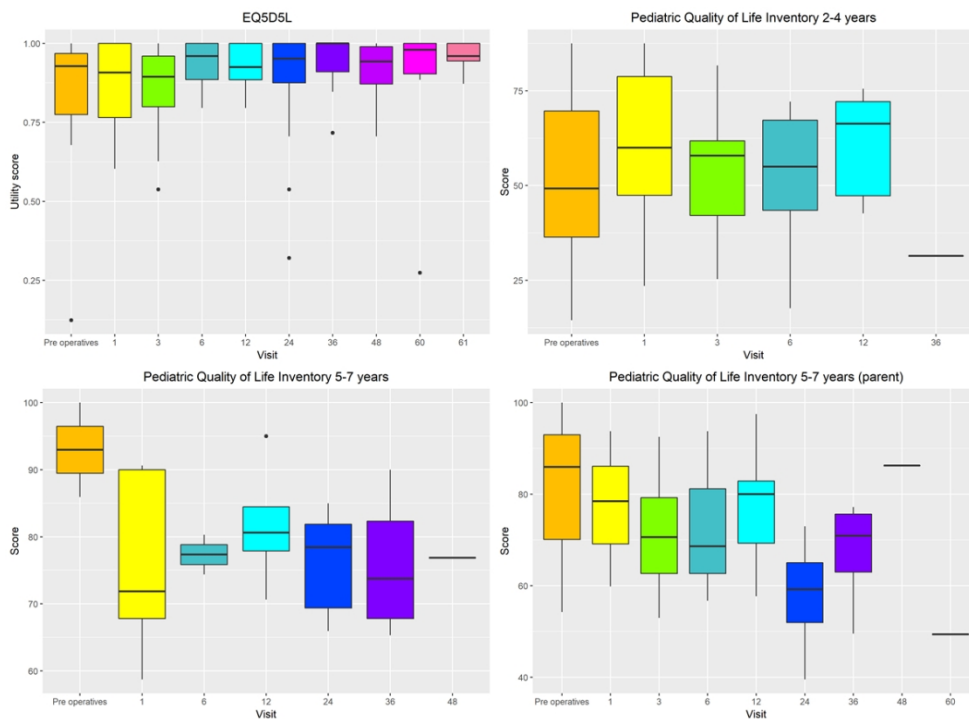 EQ5D5L
1.00
0.75
0.50
0.25
Utility score
Pre operatives 1 3 6 12 24 36 48 60 61
Visit
Pediatric Quality of Life Inventory 2-4 years
75
50
25
Score
Pre operatives 1 3 6 12 36
Visit
Pediatric Quality of Life Inventory 5-7 years
100
90
80
70
60
Score
Pre operatives 1 6 12 24 36 48
Visit
Pediatric Quality of Life Inventory 5-7 years (parent)
100
80
60
40
Score
Pre operatives 1 3 6 12 24 36 48 60
Visit